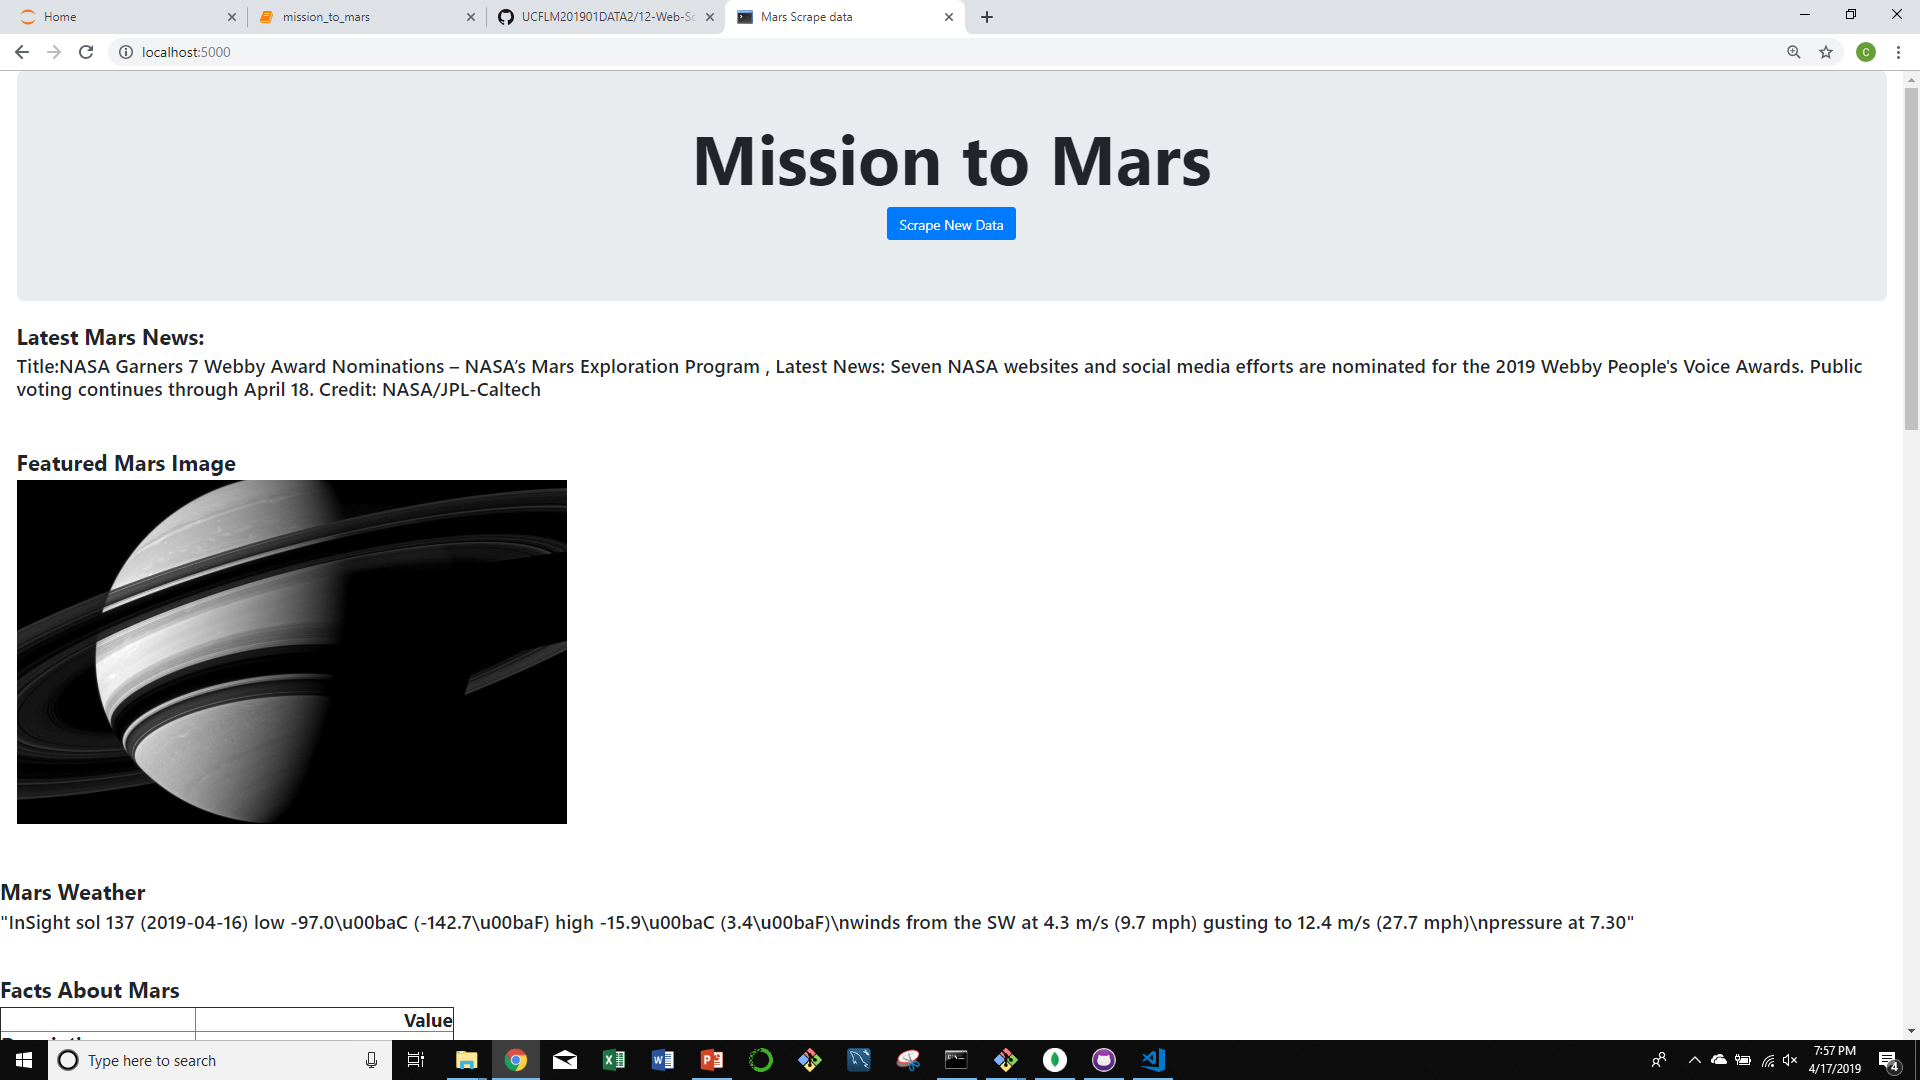 Home
mission_to_mars
UCFLM201901DATA2/12-Web-Sc
Mars Scrape data
localhost:5000
C
Mission to Mars
Scrape New Data
Latest Mars News:
Title:NASA Garners 7 Webby Award Nominations – NASA’s Mars Exploration Program , Latest News: Seven NASA websites and social media efforts are nominated for the 2019 Webby People's Voice Awards. Public
voting continues through April 18. Credit: NASA/JPL-Caltech
Featured Mars Image
Mars Weather
"InSight sol 137 (2019-04-16) low -97.0\u00baC (-142.7\u00baF) high -15.9\u00baC (3.4\u00baF)\nwinds from the SW at 4.3 m/s (9.7 mph) gusting to 12.4 m/s (27.7 mph)\npressure at 7.30"
Facts About Mars
Value
Type here to search
7:57 PM
4/17/2019
4